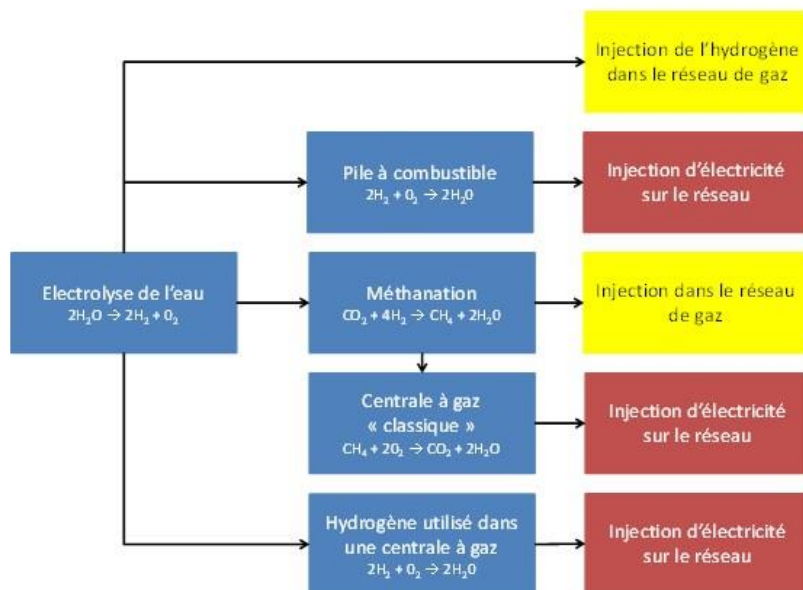 Injection de l'hydrogène
dans le réseau de gaz
Pile à combustible
2H₂ + O₂ → 2H₂O
Injection d'électricité
sur le réseau
Electrolyse de l'eau
2H₂O → 2H₂ + O₂
Méthanation
CO₂ + 4H₂ → CH₄ + 2H₂O
Injection dans le réseau
de gaz
Centrale à gaz
« classique »
CH₄ + 2O₂ → CO₂ + 2H₂O
Injection d'électricité
sur le réseau
Hydrogène utilisé dans
une centrale à gaz
2H₂ + O₂ → 2H₂O
Injection d'électricité
sur le réseau